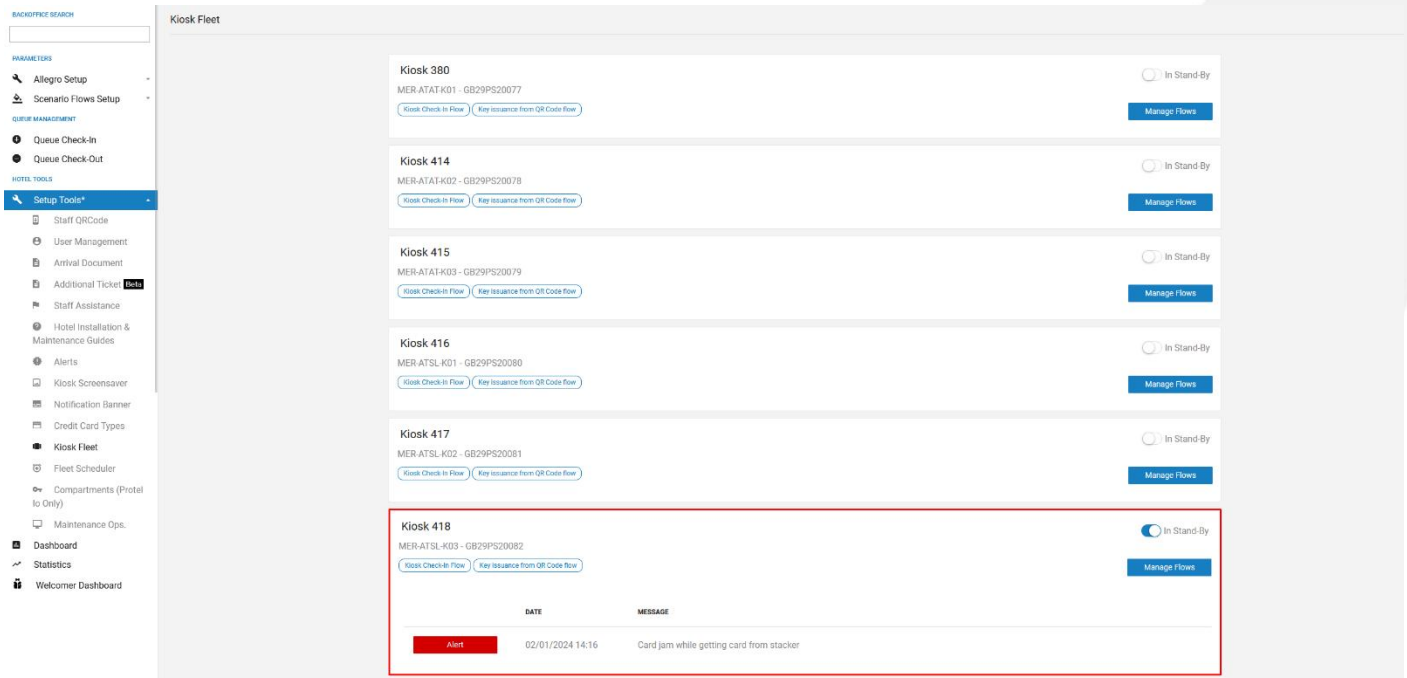 BACKOFFICE SEARCH
Kiosk Fleet
PARAMETERS
Allegro Setup
Scenario Flows Setup
QUEUE MANAGEMENT
Queue Check-In
Queue Check-Out
HOTEL TOOLS
Setup Tools*
Staff QRCode
User Management
Arrival Document
Additional Ticket Beta
Staff Assistance
Hotel Installation &
Maintenance Guides
Alerts
Kiosk Screensaver
Notification Banner
Credit Card Types
Kiosk Fleet
Fleet Scheduler
Compartments (Protel
Io Only)
Maintenance Ops.
Dashboard
Statistics
Welcomer Dashboard
Kiosk 380
In Stand-By
MER-ATAT-K01 - GB29PS20077
Kiosk Check-In Flow Key issuance from QR Code flow
Manage Flows
Kiosk 414
In Stand-By
MER-ATAT-K02 - GB29PS20078
Kiosk Check-In Flow Key issuance from QR Code flow
Manage Flows
Kiosk 415
In Stand-By
MER-ATAT-K03 - GB29PS20079
Kiosk Check-In Flow Key issuance from QR Code flow
Manage Flows
Kiosk 416
In Stand-By
MER-ATSL-K01 - GB29PS20080
Kiosk Check-In Flow Key issuance from QR Code flow
Manage Flows
Kiosk 417
In Stand-By
MER-ATSL-K02 - GB29PS20081
Kiosk Check-In Flow Key issuance from QR Code flow
Manage Flows
Kiosk 418
In Stand-By
MER-ATSL-K03 - GB29PS20082
Kiosk Check-In Flow Key issuance from QR Code flow
Manage Flows
DATE MESSAGE
Alert 02/01/2024 14:16 Card jam while getting card from stacker